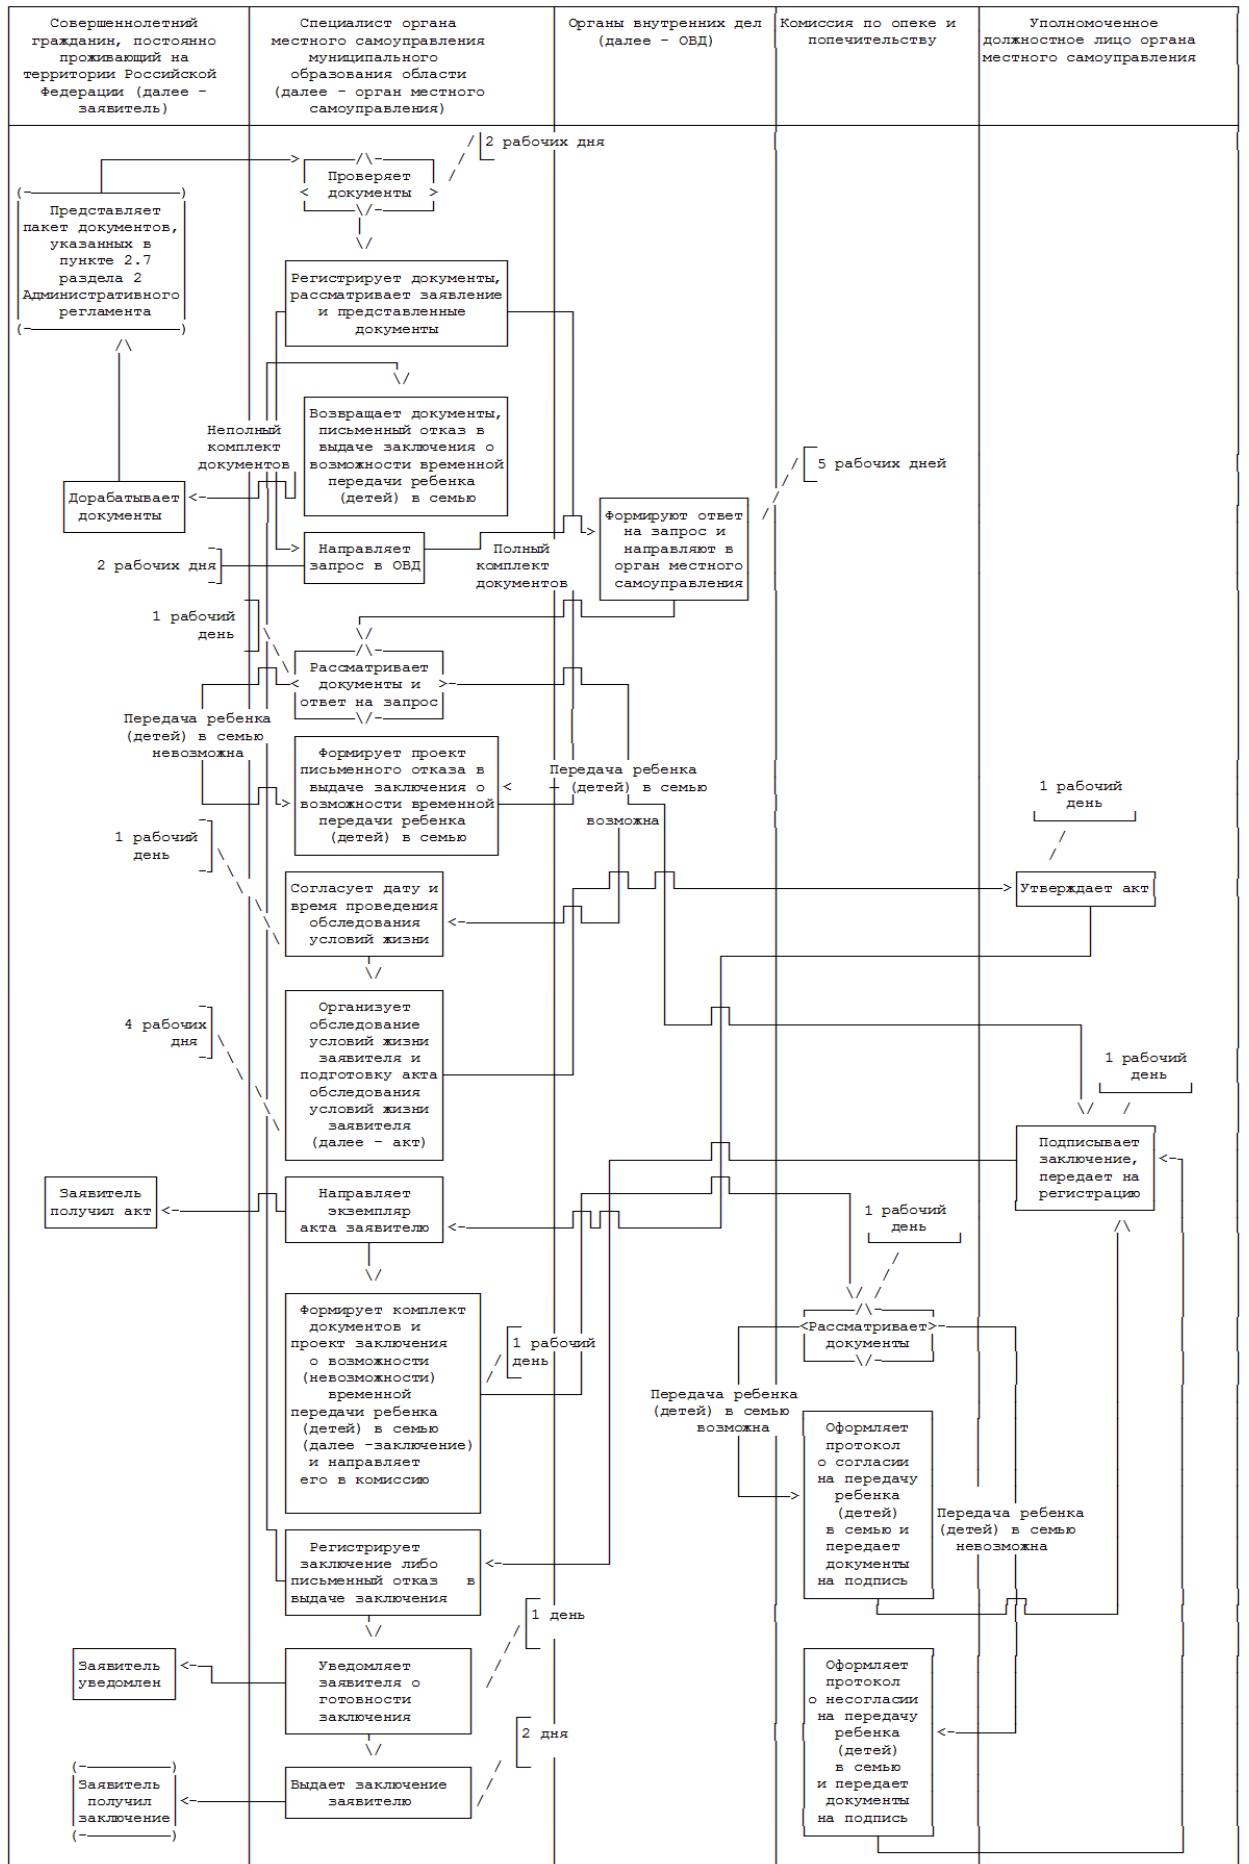 Совершеннолетний
гражданин, постоянно
проживающий на
территории Российской
Федерации (далее -
заявитель)
Специалист органа
местного самоуправления
муниципального
образования области
(далее - орган местного
самоуправления)
Органы внутренних дел
(далее - ОВД)
Комиссия по опеке и
попечительству
Уполномоченное
должностное лицо органа
местного самоуправления
2 рабочих дня
Проверяет
документы
Представляет
пакет документов,
указанных в
пункте 2.7
раздела 2
Административного
регламента
Регистрирует документы,
рассматривает заявление
и представленные
документы
Возвращает документы,
письменный отказ в
выдаче заключения о
возможности временной
передачи ребенка
(детей) в семью
Неполный
комплект
документов
5 рабочих дней
Дорабатывает
документы
Формируют ответ
на запрос и
направляют в
орган местного
самоуправления
Направляет
запрос в ОВД
Полный
комплект
документов
2 рабочих дня
1 рабочий
день
Рассматривает
документы и
ответ на запрос
Передача ребенка
(детей) в семью
невозможна
Формирует проект
письменного отказа в
выдаче заключения о
возможности временной
передачи ребенка
(детей) в семью
Передача ребенка
(детей) в семью
возможна
1 рабочий
день
1 рабочий
день
Согласует дату и
время проведения
обследования
условий жизни
Утверждает акт
4 рабочих
дня
Организует
обследование
условий жизни
заявителя и
подготовку акта
обследования
условий жизни
заявителя
(далее - акт)
1 рабочий
день
Подписывает
заключение,
передает на
регистрацию
Заявитель
получил акт
Направляет
экземпляр
акта заявителю
1 рабочий
день
Формирует комплект
документов и
проект заключения
о возможности
(невозможности)
временной
передачи ребенка
(детей) в семью
(далее -заключение)
и направляет
его в комиссию
1 рабочий
день
Рассматривает
документы
Передача ребенка
(детей) в семью
возможна
Оформляет
протокол
о согласии
на передачу
ребенка
(детей)
в семью и
передает
документы
на подпись
Передача ребенка
(детей) в семью
невозможна
Регистрирует
заключение либо
письменный отказ в
выдаче заключения
1 день
Заявитель
уведомлен
Уведомляет
заявителя о
готовности
заключения
Оформляет
протокол
о несогласии
на передачу
ребенка
(детей)
в семью
и передает
документы
на подпись
2 дня
Заявитель
получил
заключение
Выдает заключение
заявителю